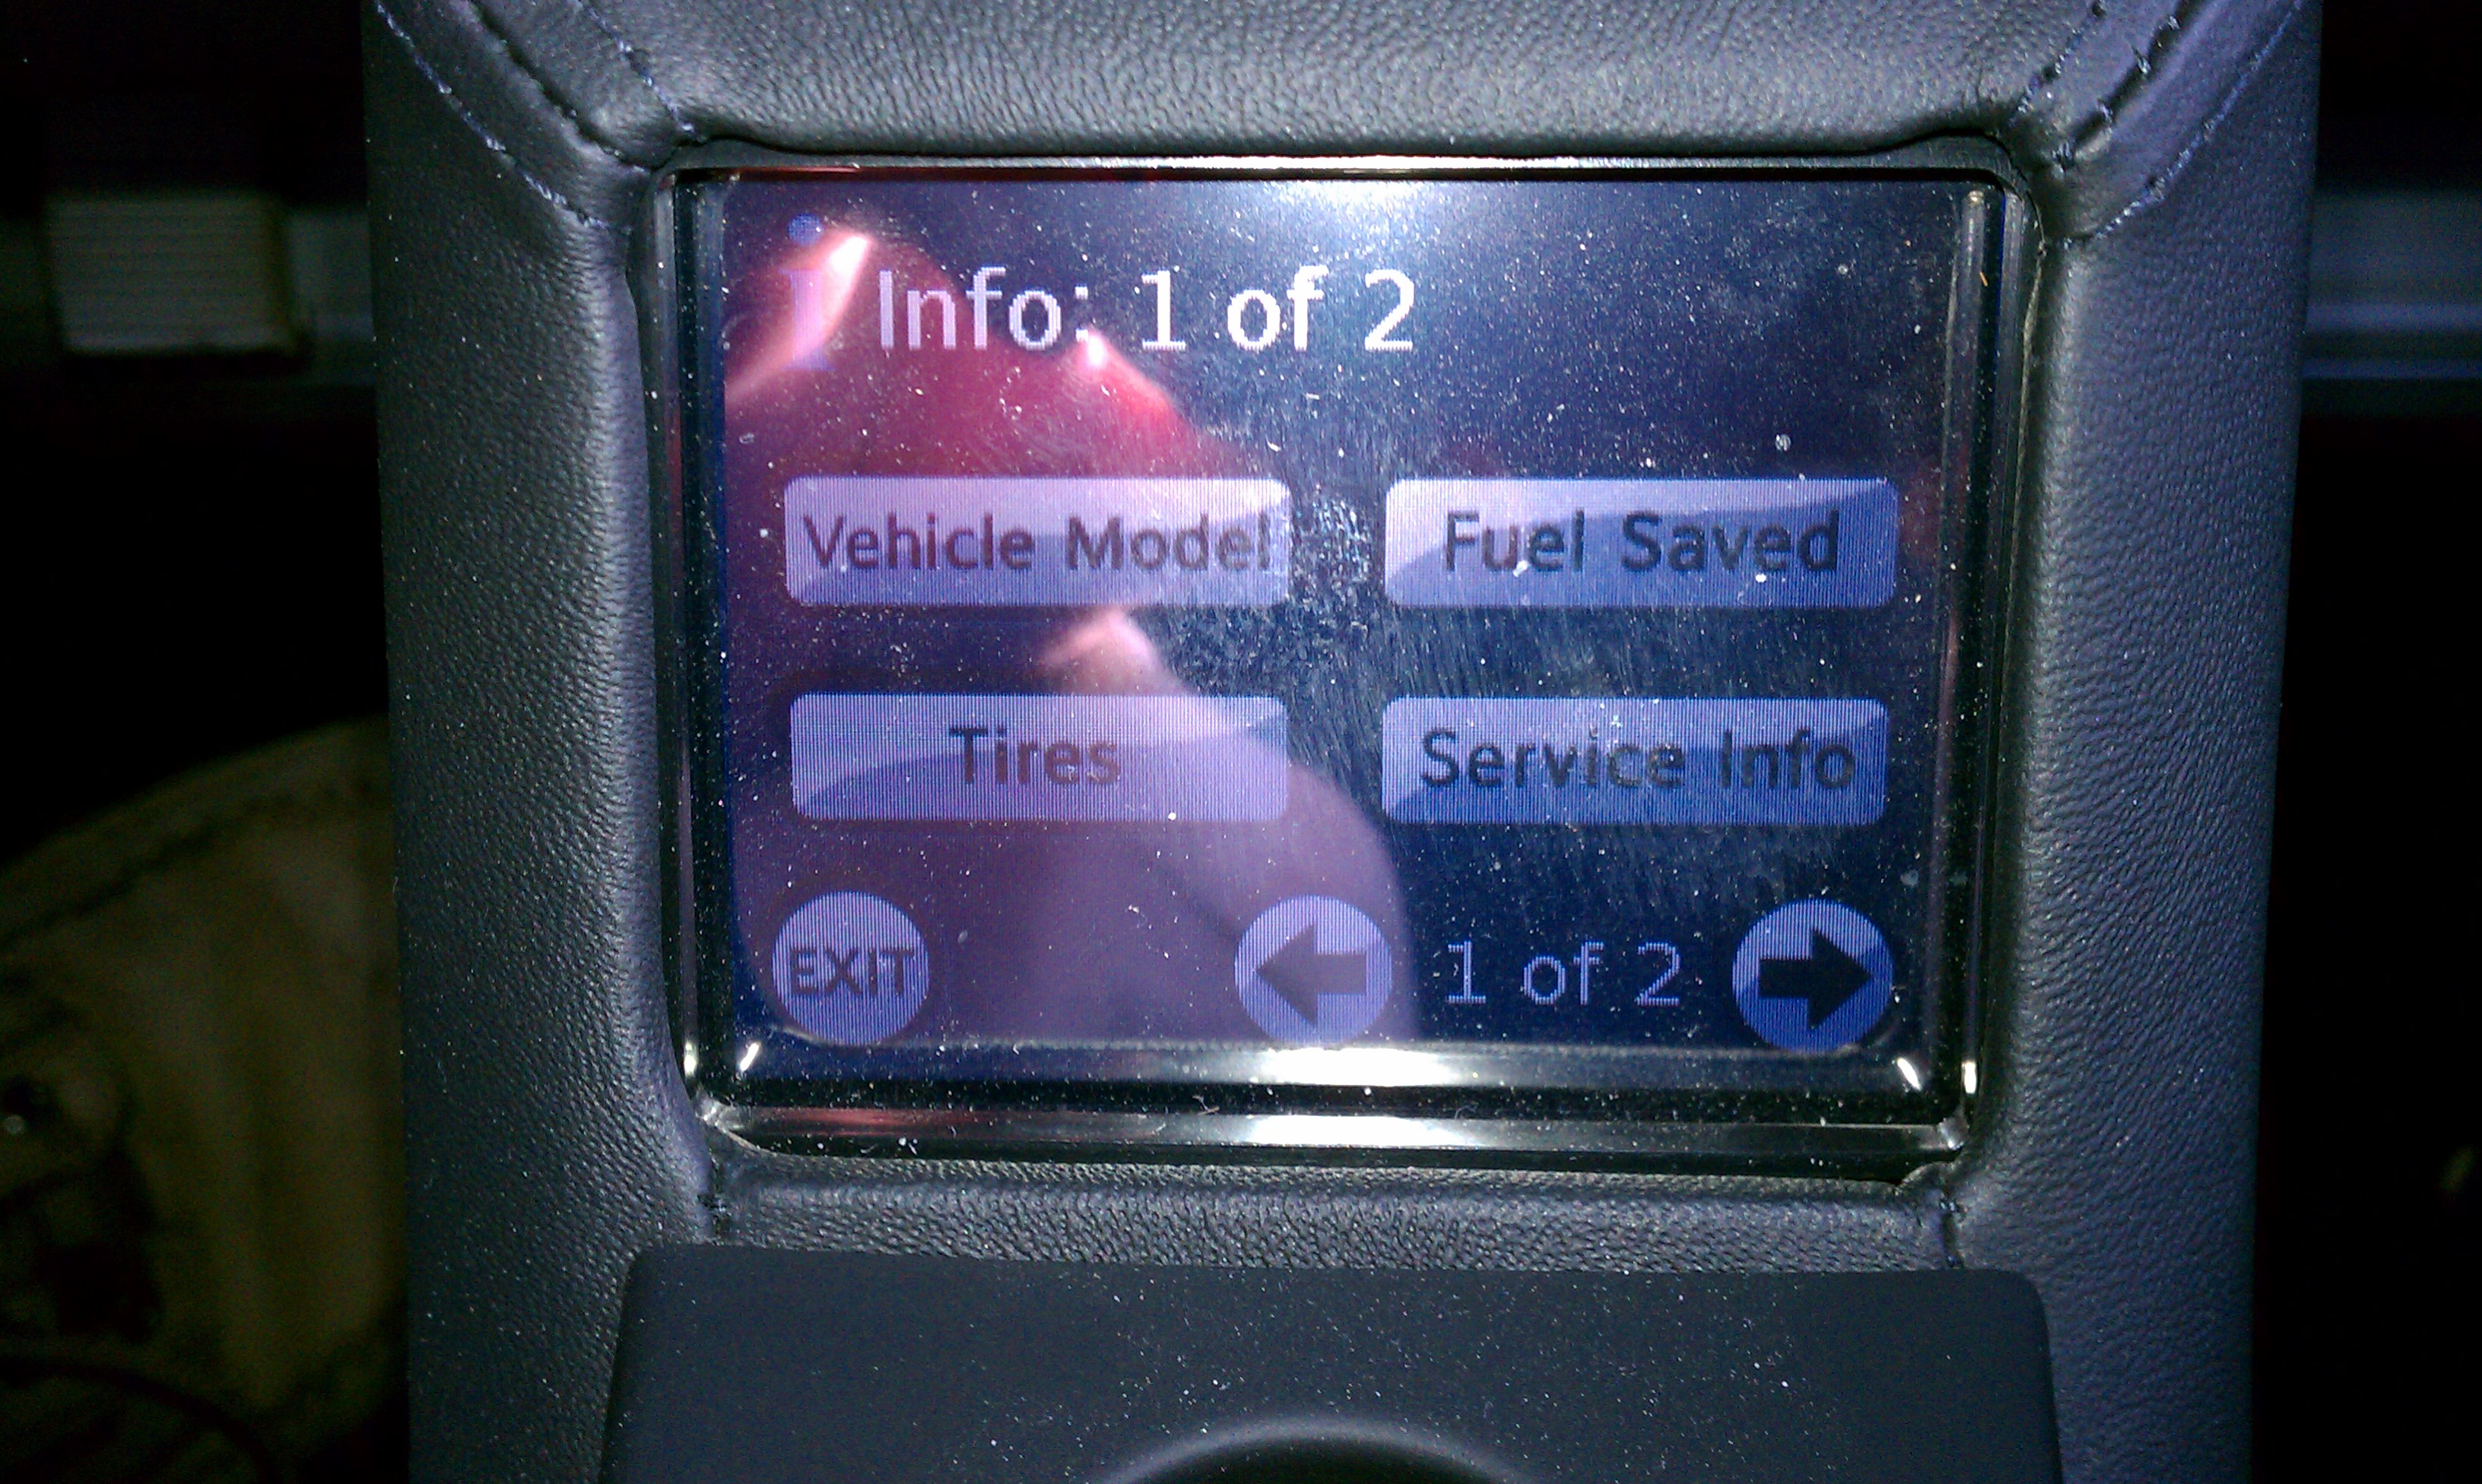 i Info: 1 of 2
Vehicle Model Fuel Saved
Tires Service Info
EXIT 1 of 2